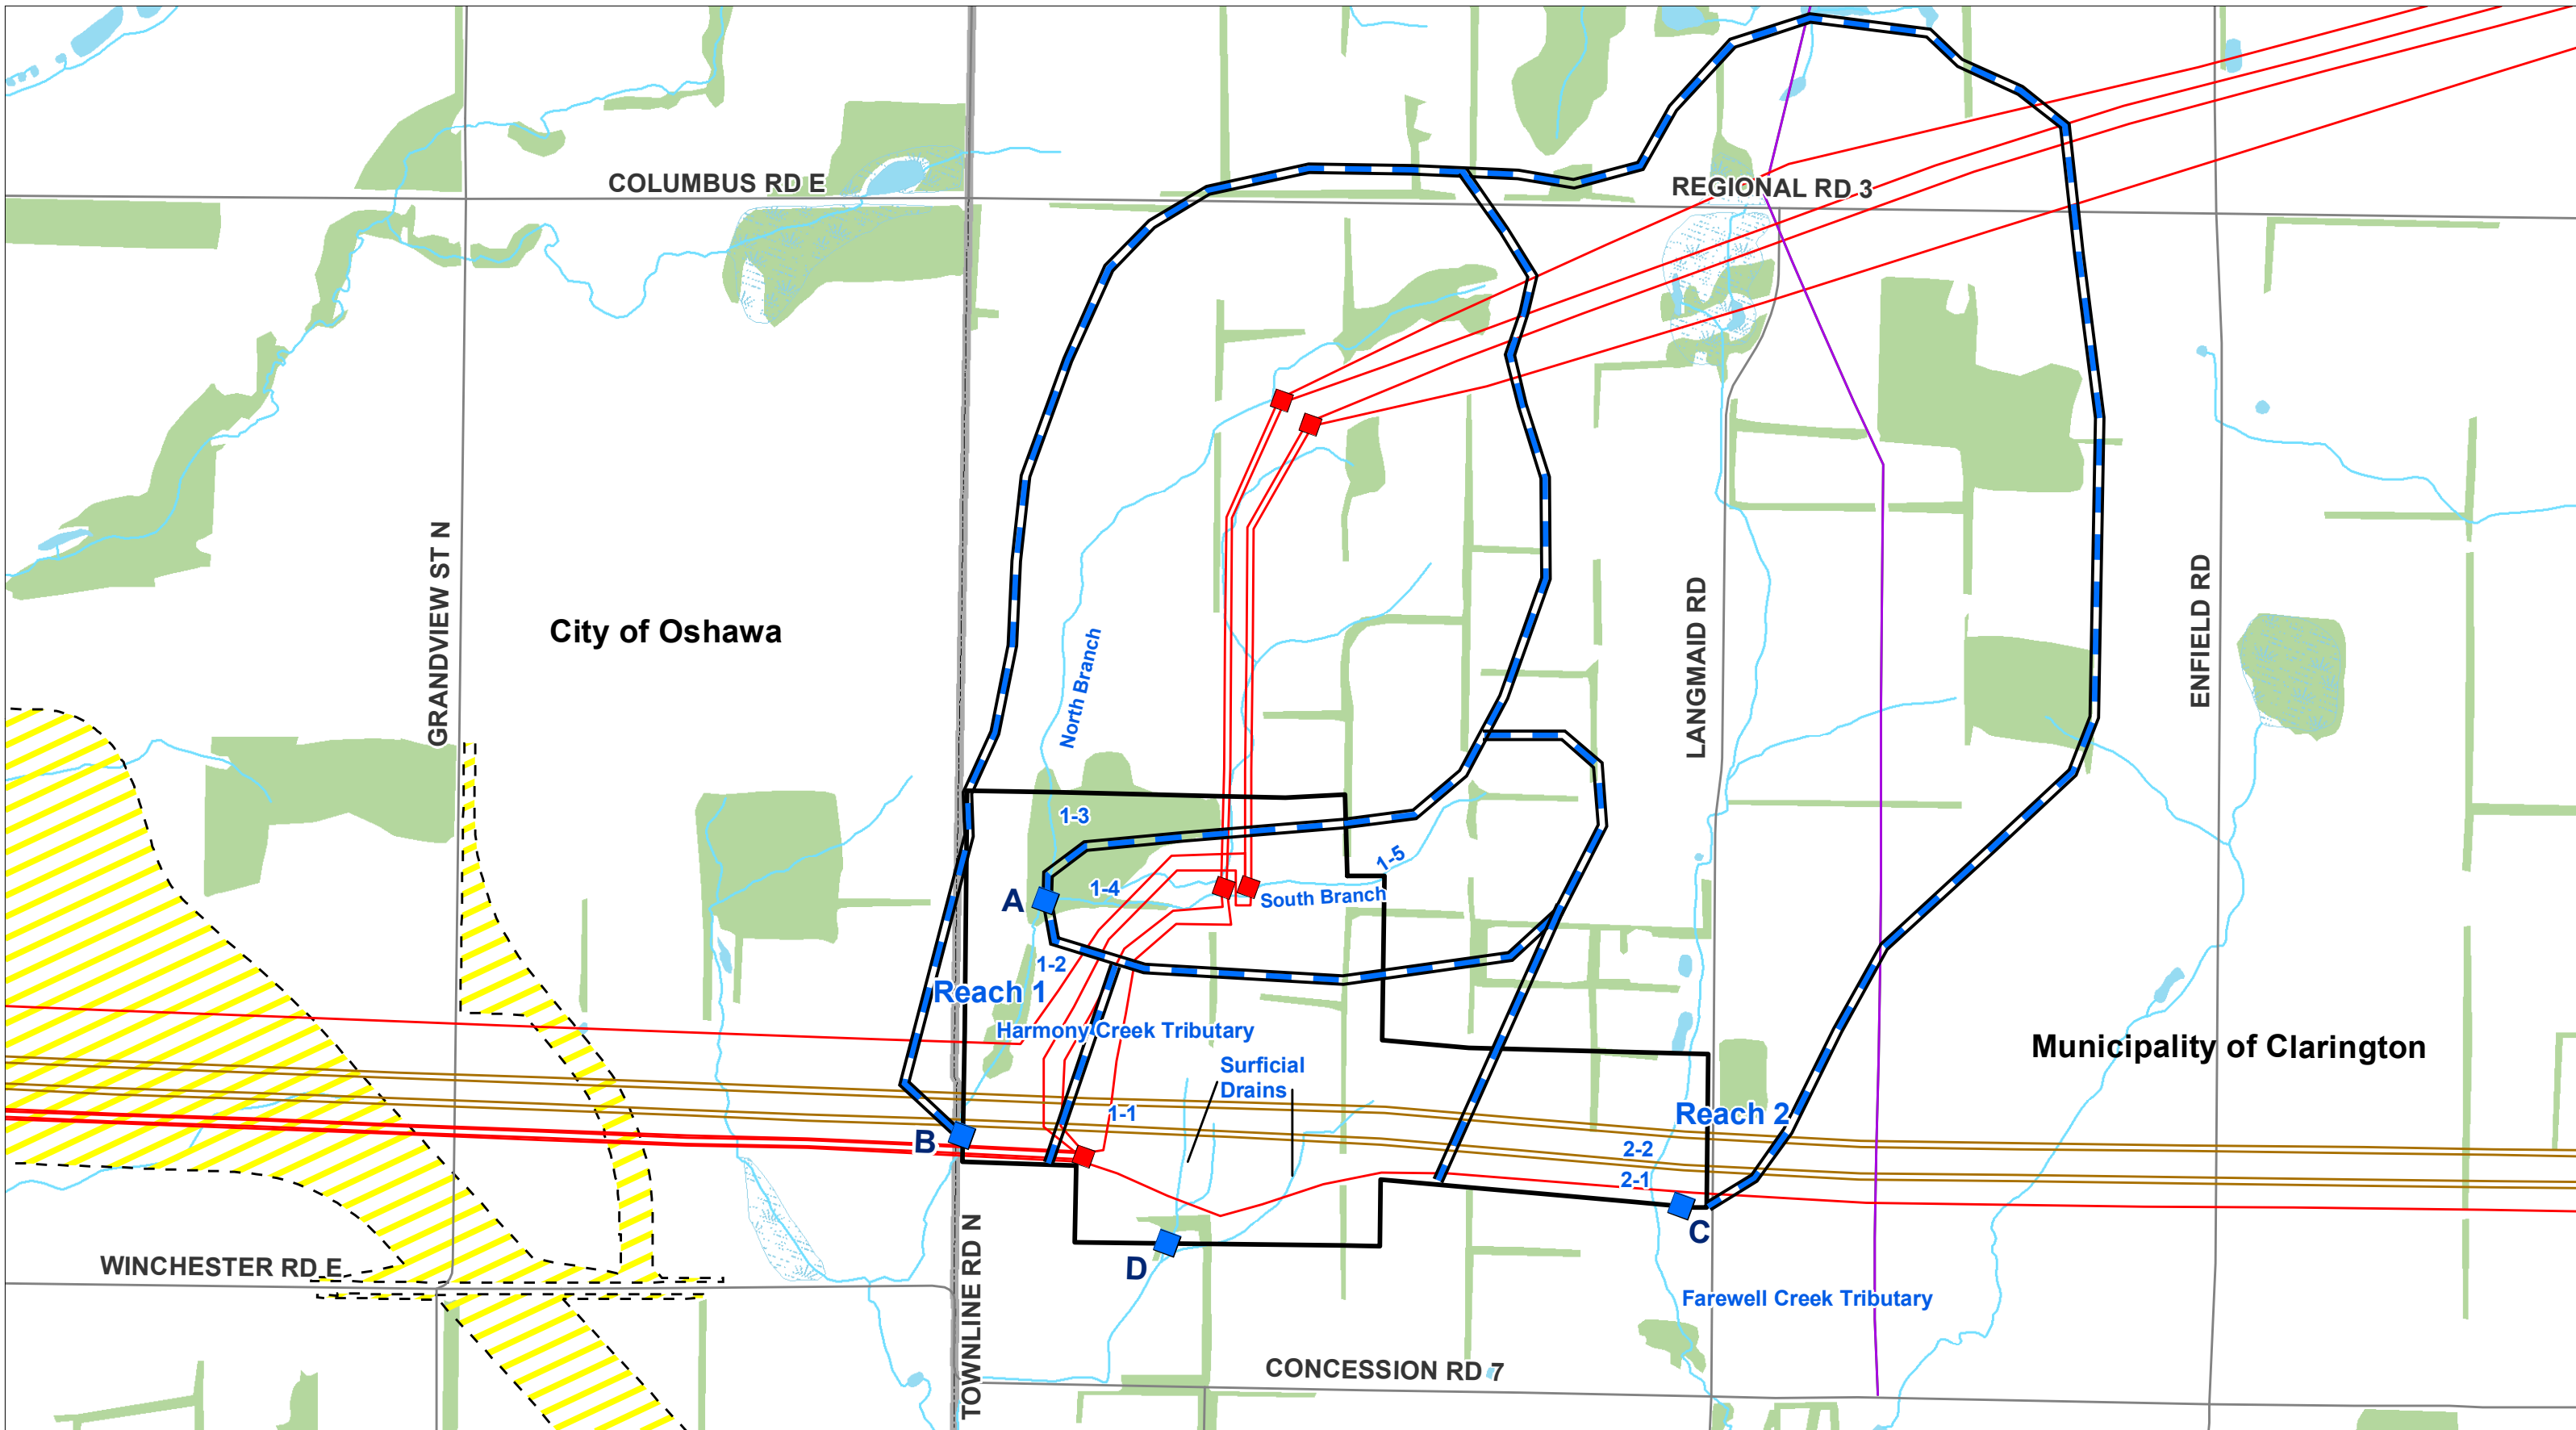 COLUMBUS RD E
REGIONAL RD 3
GRANDVIEW ST N
City of Oshawa
North Branch
LANGMAID RD
ENFIELD RD
1-3
1-5
1-4
South Branch
A
1-2
Reach 1
Harmony Creek Tributary
Municipality of Clarington
Surficial
Drains
1-1
Reach 2
B
2-2
2-1
C
D
TOWNLINE RD N
WINCHESTER RD E
Farewell Creek Tributary
CONCESSION RD 7